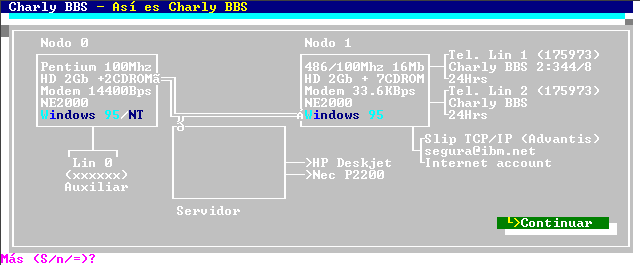 Charly BBS - Así es Charly BBS
Nodo 0
Pentium 100Mhz
HD 2Gb +2CDROM
Modem 14400Bps
NE2000
Windows 95/NT
Lin 0
(xxxxxx)
Auxiliar
Servidor
Nodo 1
486/100Mhz 16Mb
HD 2Gb + 7CDROM
Modem 33.6KBps
NE2000
Windows 95
>HP Deskjet
>Nec P2200
Tel. Lin 1 (175973)
Charly BBS 2:344/8
24Hrs
Tel. Lin 2 (175973)
Charly BBS
24Hrs
Slip TCP/IP (Advantis)
segura@ibm.net
Internet account
└>Continuar
Más (S/n/=)?